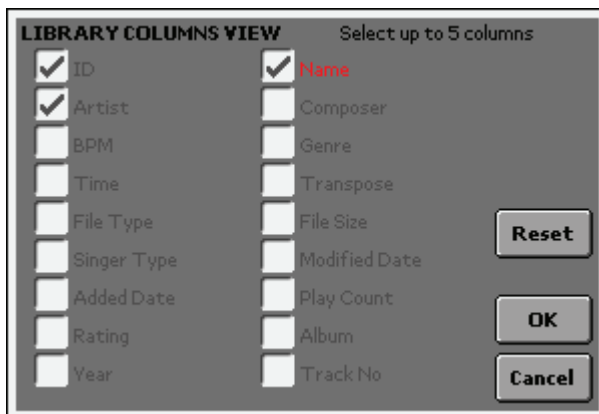 LIBRARY COLUMNS VIEW Select up to 5 columns
ID Name
Artist Composer
BPM Genre
Time Transpose
File Type File Size
Reset
Singer Type Modified Date
Added Date Play Count
OK
Rating Album
Year Track No
Cancel